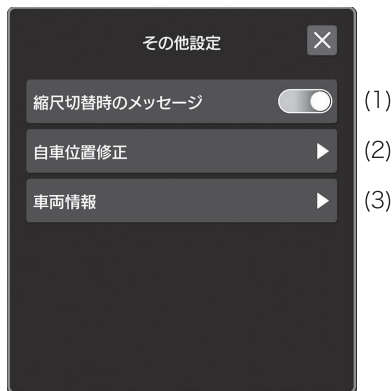 その他設定
縮尺切替時のメッセージ
(1)
自車位置修正
(2)
車両情報
(3)